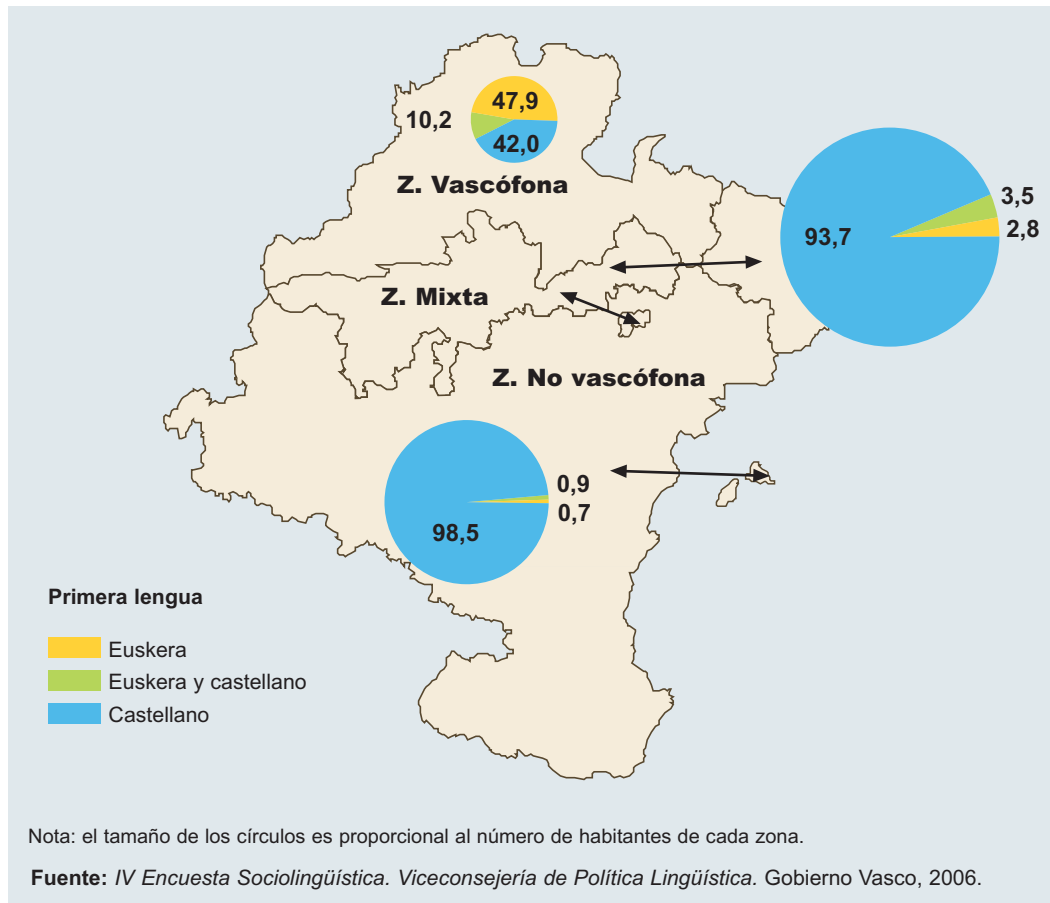 47,9
10,2
42,0
Z. Vascófona
3,5
93,7
2,8
Z. Mixta
Z. No vascófona
0,9
0,7
98,5
Primera lengua
Euskera
Euskera y castellano
Castellano
Nota: el tamaño de los círculos es proporcional al número de habitantes de cada zona.
Fuente: IV Encuesta Sociolingüística. Viceconsejería de Política Lingüística. Gobierno Vasco, 2006.